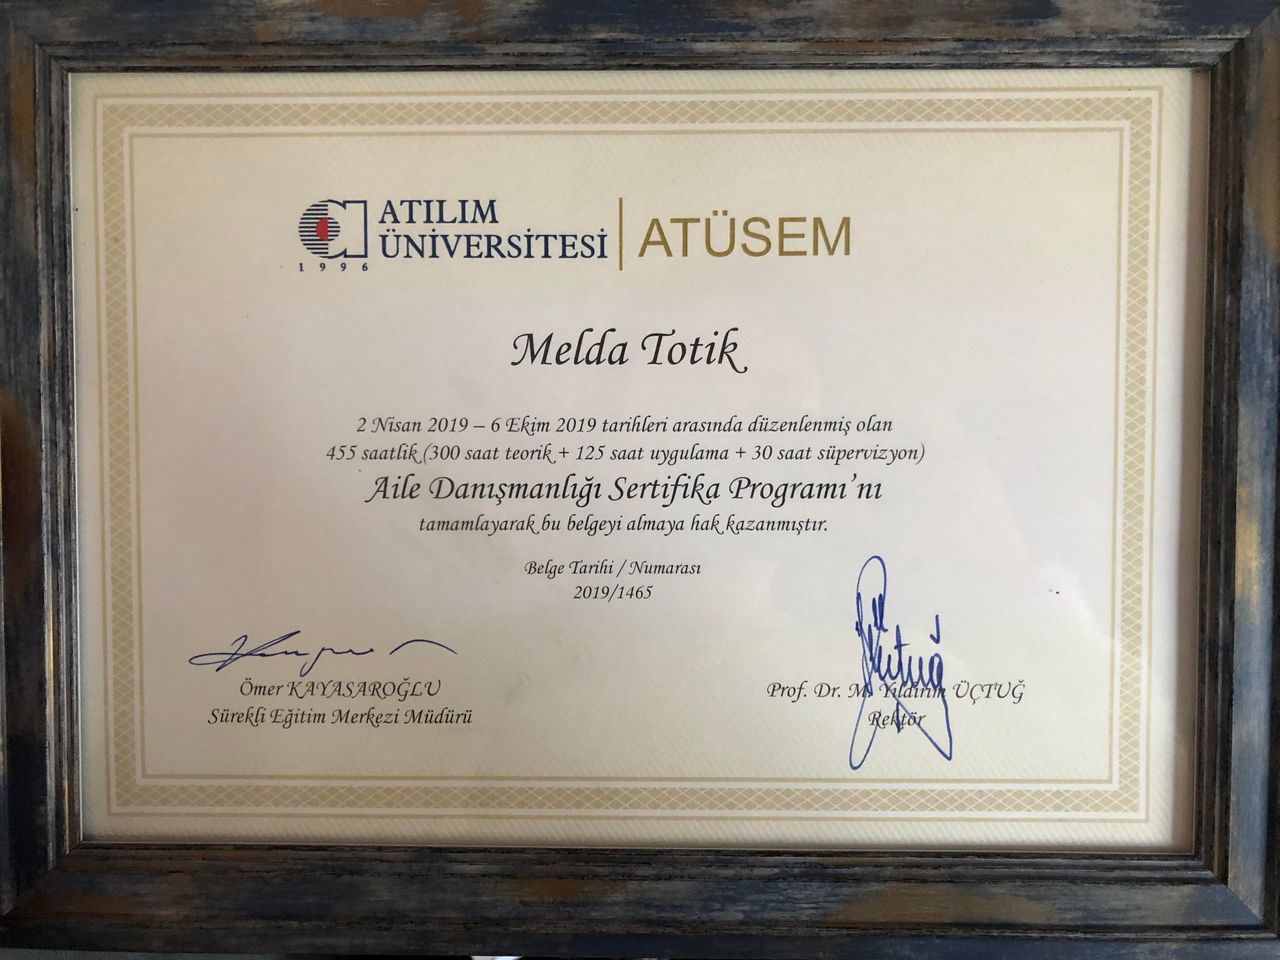 ATILIM
ÜNİVERSİTESİ
1996
ATÜSEM
Melda Totik
2 Nisan 2019 – 6 Ekim 2019 tarihleri arasında düzenlenmiş olan
455 saatlik (300 saat teorik + 125 saat uygulama + 30 saat süpervizyon)
Aile Danışmanlığı Sertifika Programı'nı
tamamlayarak bu belgeyi almaya hak kazanmıştır.
Belge Tarihi / Numarası
2019/1465
Ömer KAYASAROĞLU
Sürekli Eğitim Merkezi Müdürü
Prof. Dr. M. Yıldırım ÜÇTUĞ
Rektör